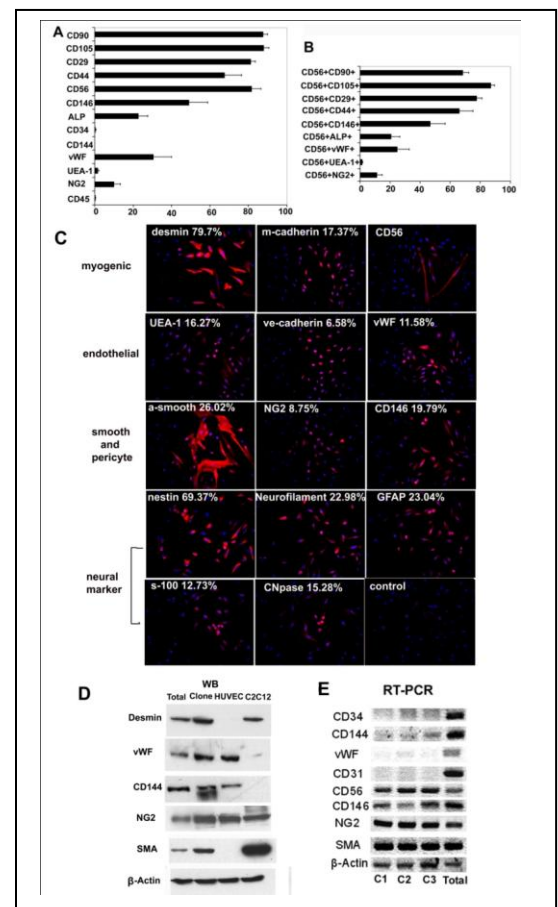 A
CD90
CD105
CD29
CD44
CD56
CD146
ALP
CD34
CD144
vWF
UEA-1
NG2
CD45
0 20 40 60 80 100
B
CD56+CD90+
CD56+CD105+
CD56+CD29+
CD56+CD44+
CD56+CD146+
CD56+ALP+
CD56+vWF+
CD56+UEA-1+
CD56+NG2+
0 20 40 60 80 100
C
desmin 79.7% m-cadherin 17.37% CD56
myogenic
UEA-1 16.27% ve-cadherin 6.58% vWF 11.58%
endothelial
a-smooth 26.02% NG2 8.75% CD146 19.79%
smooth
and
pericyte
nestin 69.37% Neurofilament 22.98% GFAP 23.04%
neural
marker
s-100 12.73% CNpase 15.28% control
D
WB
Total Clone HUVEC C2C12
Desmin
vWF
CD144
NG2
SMA
β-Actin
E
RT-PCR
CD34
CD144
vWF
CD31
CD56
CD146
NG2
SMA
β-Actin
C1 C2 C3 Total